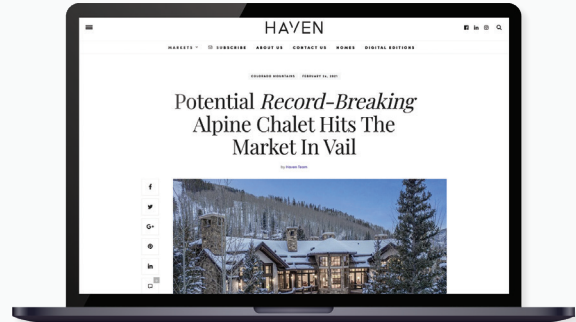 HAVEN
MARKETS SUBSCRIBE ABOUT US CONTACT US HOMES DIGITAL EDITIONS
COLORADO MOUNTAINS FEBRUARY 16, 2021
Potential Record-Breaking
Alpine Chalet Hits The
Market In Vail
by Haven Team